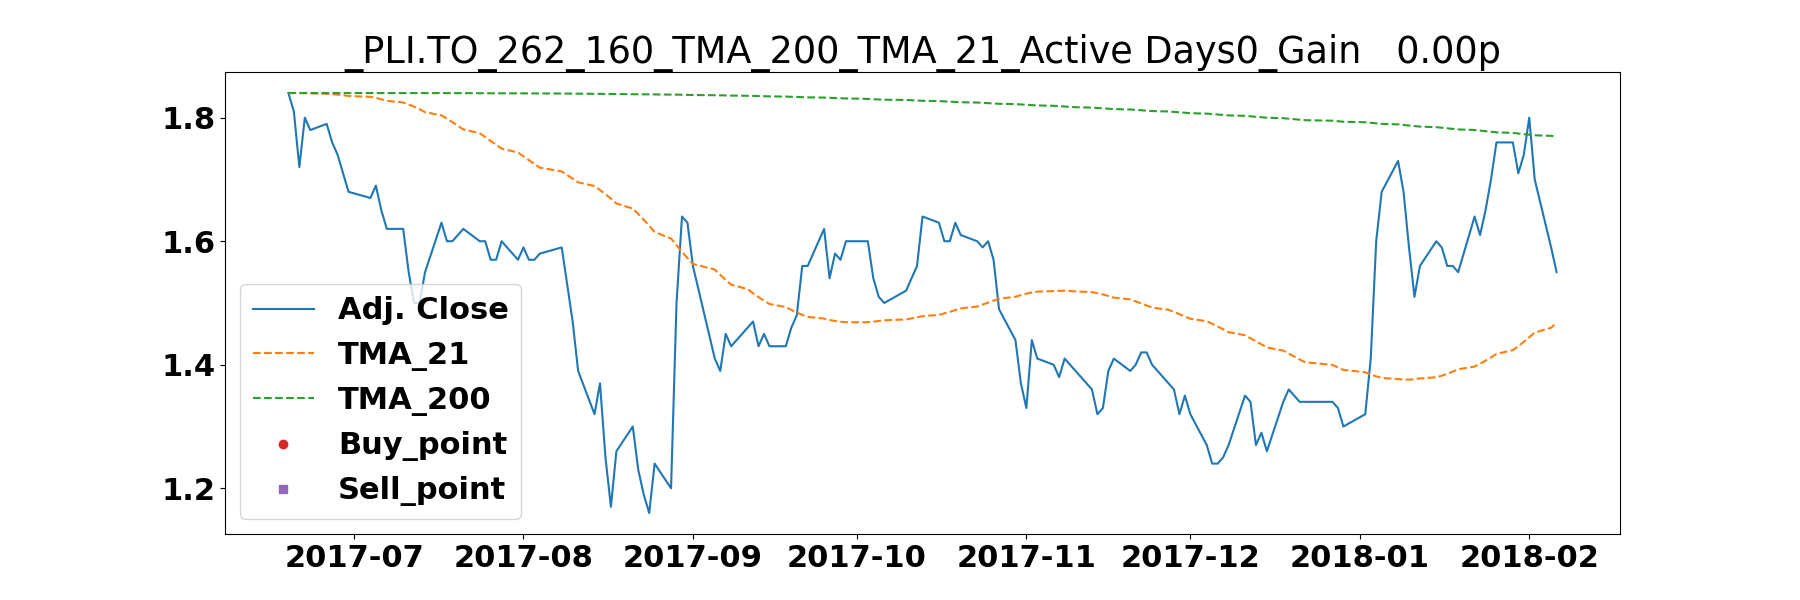 _PLI.TO_262_160_TMA_200_TMA_21_Active Days0_Gain   0.00p
1.8
1.6
1.4
1.2
Adj. Close
TMA_21
TMA_200
Buy_point
Sell_point
2017-07 2017-08 2017-09 2017-10 2017-11 2017-12 2018-01 2018-02